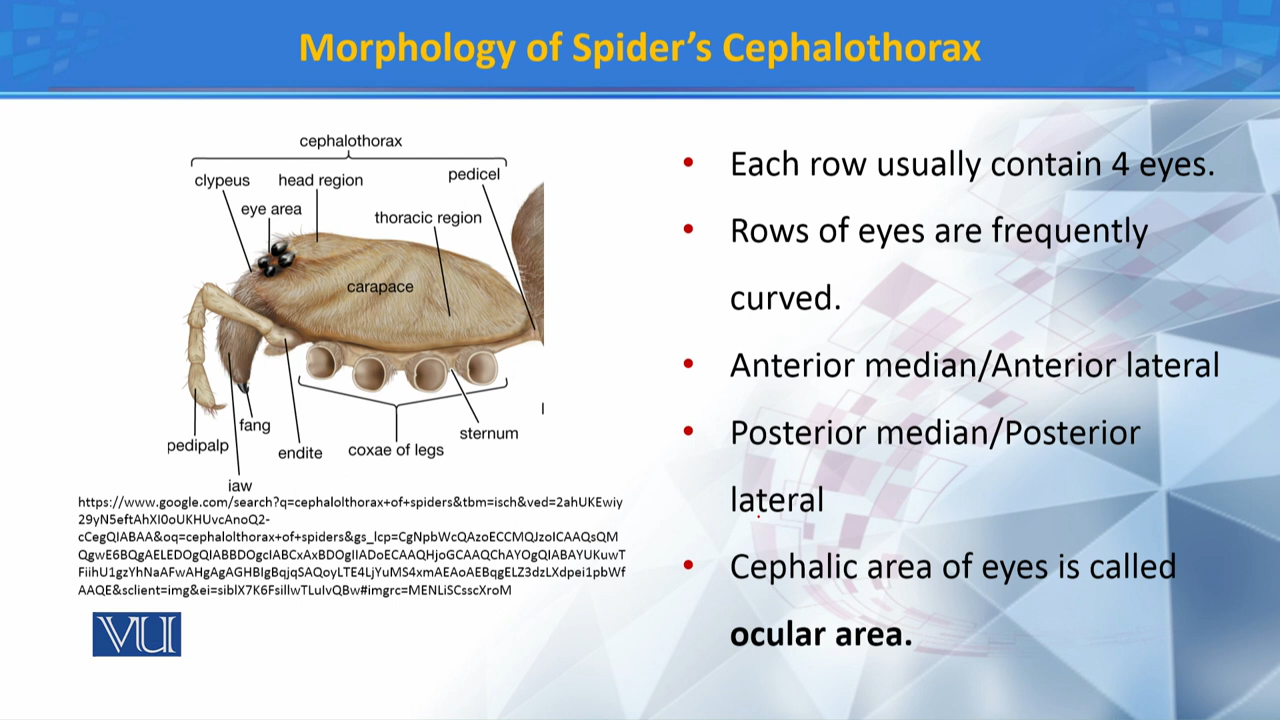 Morphology of Spider's Cephalothorax
cephalothorax
clypeus
head region
pedicel
eye area
thoracic region
carapace
fang
pedipalp
endite
coxae of legs
sternum
jaw
https://www.google.com/search?q=cephalolthorax+of+spiders&tbm=isch&ved=2ahUKEwiy
29yN5eftAhXI0oUKHUvcAnoQ2-
cCegQIABAA&oq=cephalolthorax+of+spiders&gs_lcp=CgNpbWcQAzoECCMQJzoICAAQsQM
QgwE6BQgAELEDOgQIABBDOgcIABCxAxBDOgIIADoECAAQHjoGCAAQChAYOgQIABAYUKuwT
FiihU1gzYhNaAFwAHgAgAGHBIgBqjqSAQoyLTE4LjYuMS4xmAEAoAEBqgELZ3dzLXdpei1pbWf
AAQE&sclient=img&ei=siblX7K6FsillwTLuIvQBw#imgrc=MENLiSCsscXroM
VU
• Each row usually contain 4 eyes.
• Rows of eyes are frequently
curved.
• Anterior median/Anterior lateral
• Posterior median/Posterior
lateral
• Cephalic area of eyes is called
ocular area.